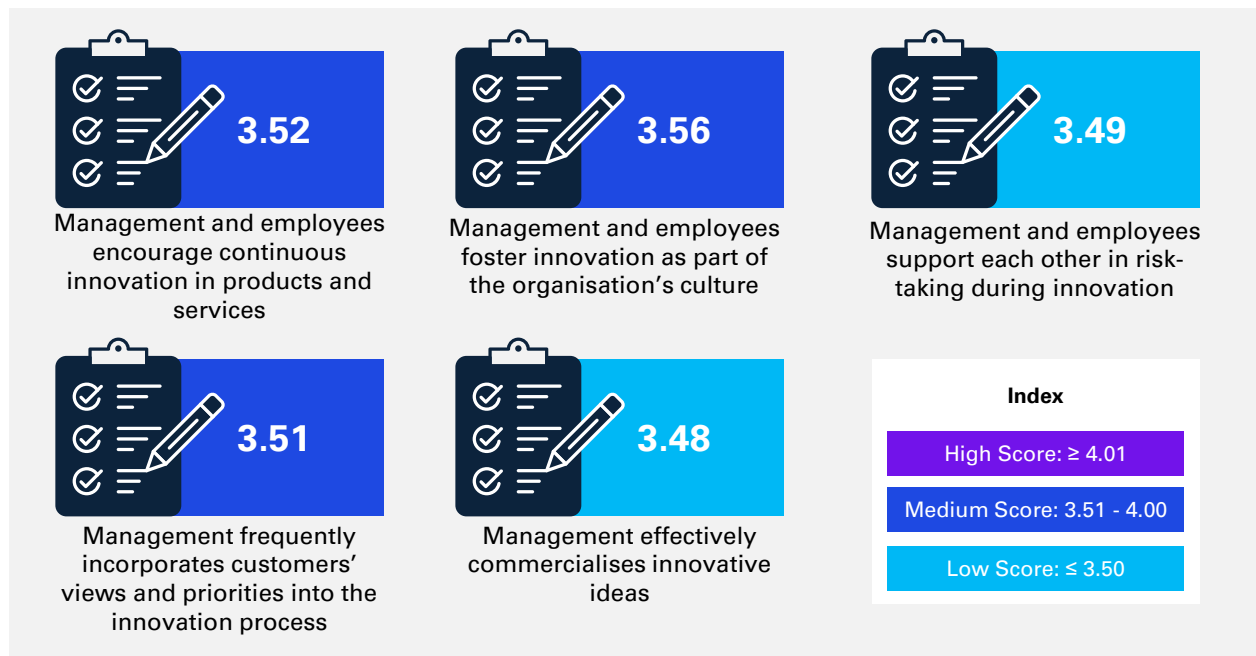 3.52
Management and employees
encourage continuous
innovation in products and
services
3.56
Management and employees
foster innovation as part of
the organisation’s culture
3.49
Management and employees
support each other in risk-
taking during innovation
3.51
Management frequently
incorporates customers’
views and priorities into the
innovation process
3.48
Management effectively
commercialises innovative
ideas
Index
High Score: ≥ 4.01
Medium Score: 3.51 - 4.00
Low Score: ≤ 3.50